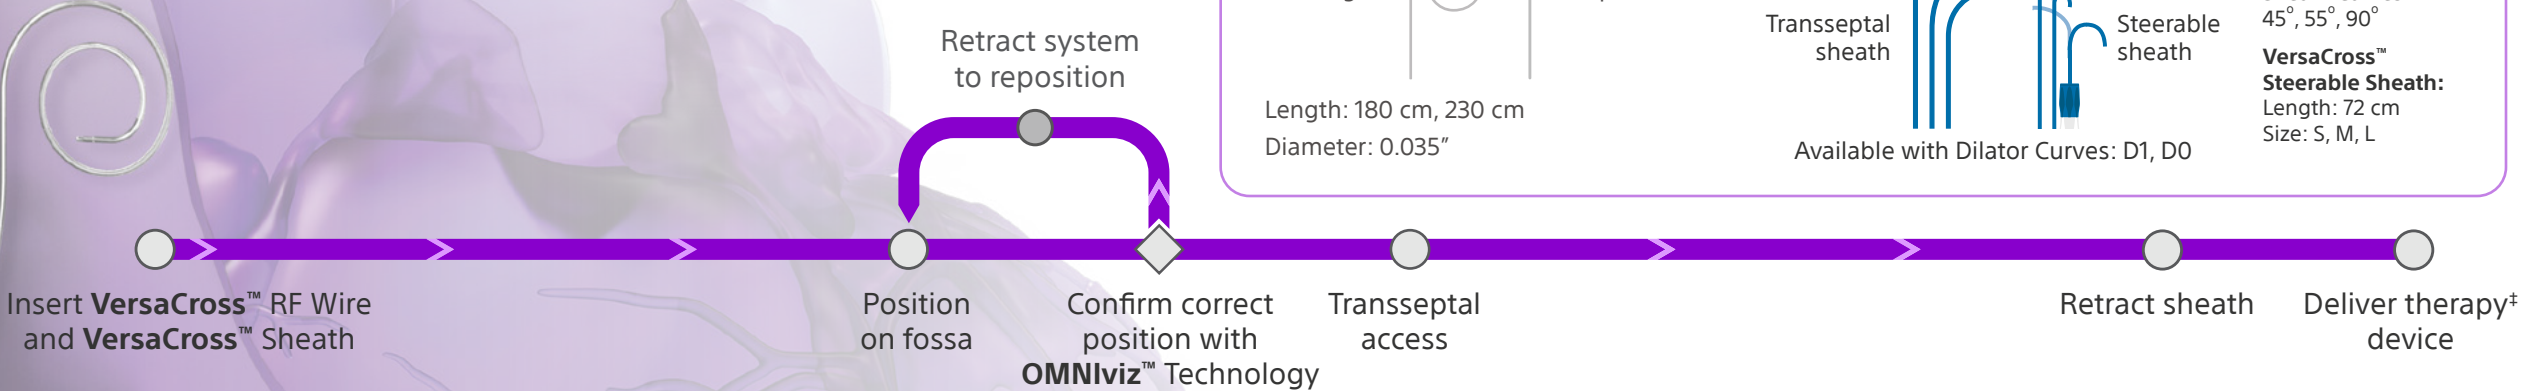 Retract system
to reposition
Length: 180 cm, 230 cm
Diameter: 0.035″
Transseptal
sheath
Steerable
sheath
Available with Dilator Curves: D1, D0
45°, 55°, 90°
VersaCross™
Steerable Sheath:
Length: 72 cm
Size: S, M, L
Insert VersaCross™ RF Wire
and VersaCross™ Sheath
Position
on fossa
Confirm correct
position with
OMNIviz™ Technology
Transseptal
access
Retract sheath
Deliver therapy‡
device